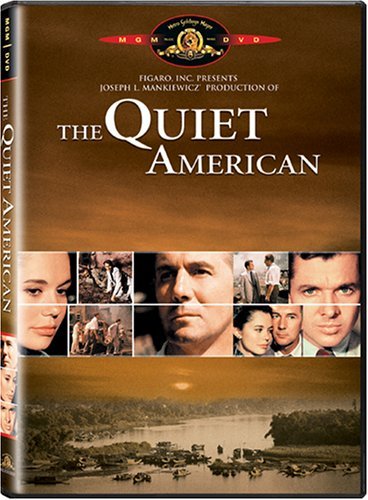 MGM DVD
FIGARO, INC. PRESENTS
JOSEPH L. MANKIEWICZ' PRODUCTION OF
THE QUIET
AMERICAN
MGM DVD
THE QUIET AMERICAN